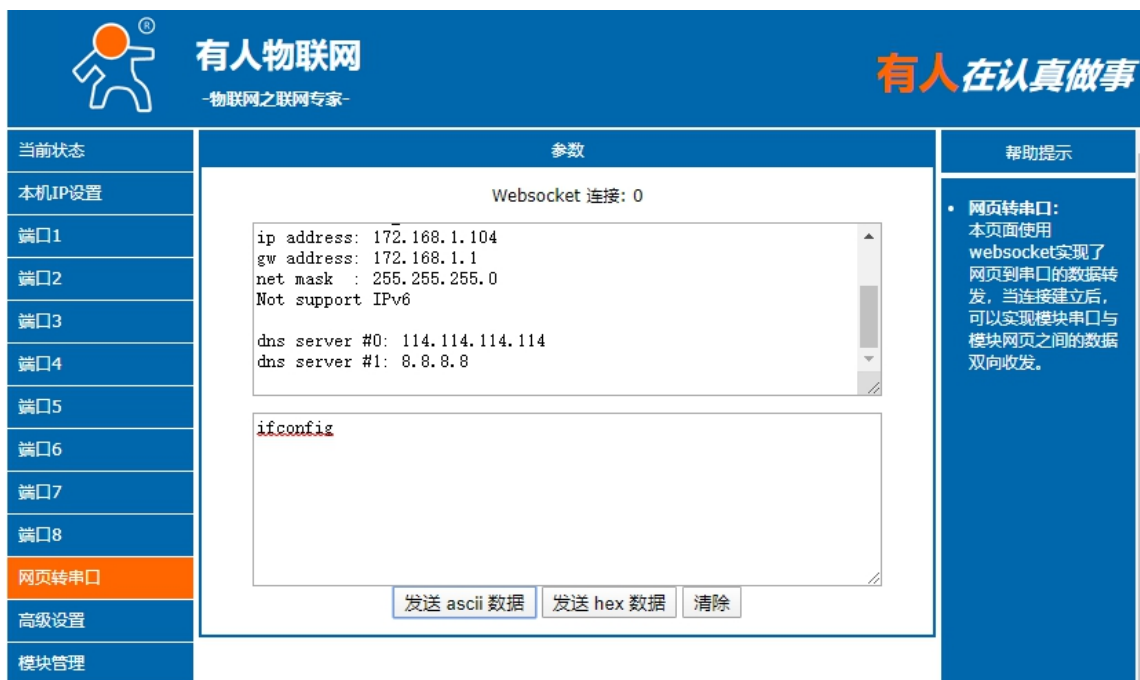 ®
有人物联网
-物联网之联网专家-
有人在认真做事
当前状态
本机IP设置
端口1
端口2
端口3
端口4
端口5
端口6
端口7
端口8
网页转串口
高级设置
模块管理
参数
Websocket 连接: 0
ip address: 172.168.1.104
gw address: 172.168.1.1
net mask  : 255.255.255.0
Not support IPv6
dns server #0: 114.114.114.114
dns server #1: 8.8.8.8
ifconfig
发送 ascii 数据
发送 hex 数据
清除
帮助提示
• 网页转串口：
本页面使用
websocket实现了
网页到串口的数据转
发，当连接建立后，
可以实现模块串口与
模块网页之间的数据
双向收发。